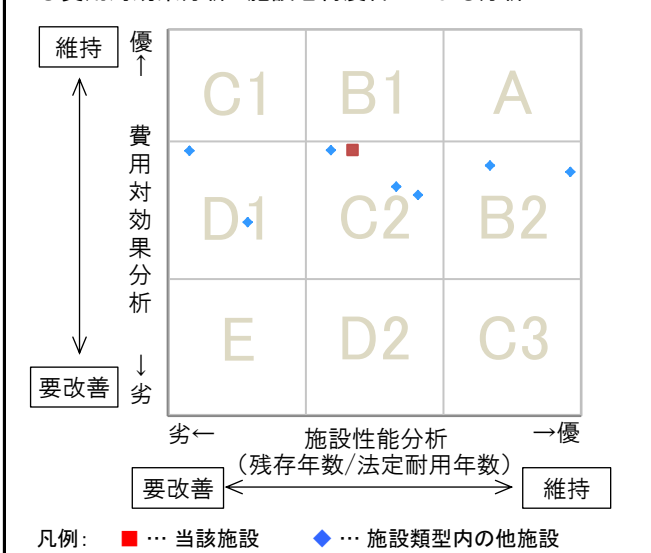 維持
優
↑
C1 B1 A
費用対効果分析
D1 C2 B2
E D2 C3
↓
劣
要改善
劣← 施設性能分析 →優
(残存年数/法定耐用年数)
要改善 維持
凡例: ■ … 当該施設 ◆ … 施設類型内の他施設